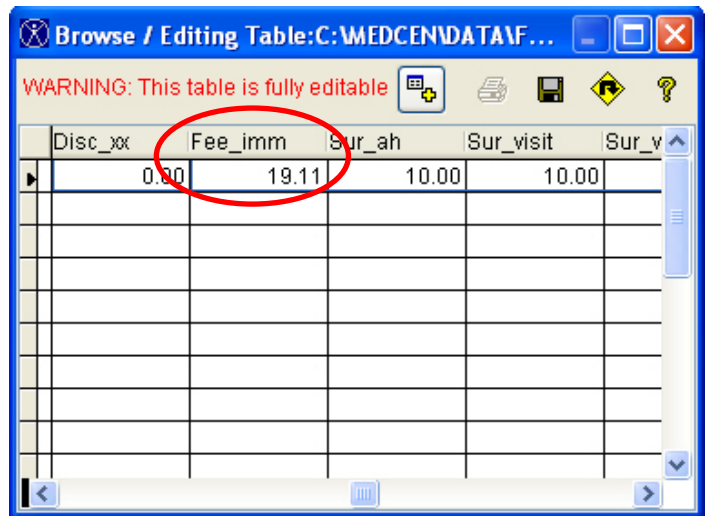 Browse / Editing Table:C:\MEDCEN\DATA\F...
WARNING: This table is fully editable
Disc_xx Fee_imm Sur_ah Sur_visit Sur_v
0.00 19.11 10.00 10.00